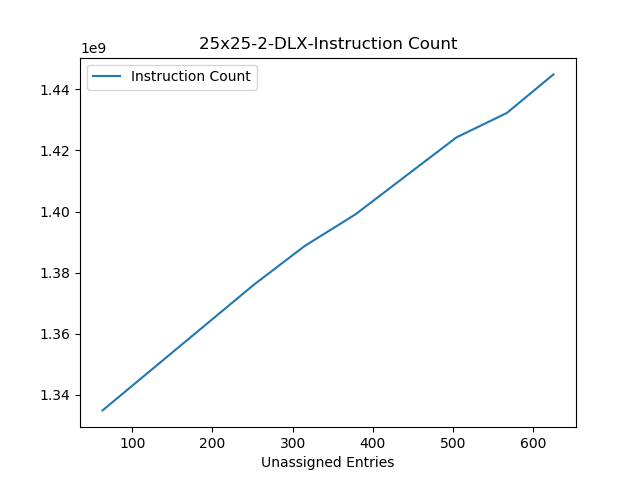 25x25-2-DLX-Instruction Count
1e9
Instruction Count
1.44
1.42
1.40
1.38
1.36
1.34
100 200 300 400 500 600
Unassigned Entries